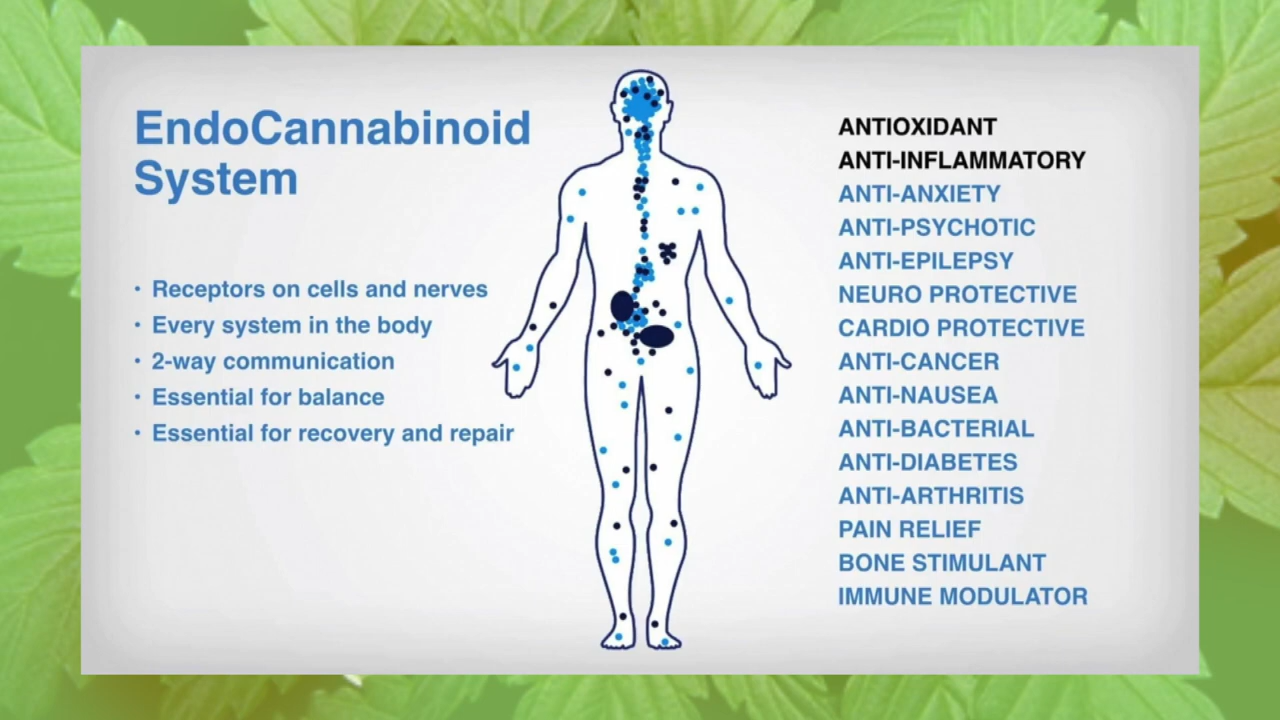 EndoCannabinoid
System
• Receptors on cells and nerves
• Every system in the body
• 2-way communication
• Essential for balance
• Essential for recovery and repair
ANTIOXIDANT
ANTI-INFLAMMATORY
ANTI-ANXIETY
ANTI-PSYCHOTIC
ANTI-EPILEPSY
NEURO PROTECTIVE
CARDIO PROTECTIVE
ANTI-CANCER
ANTI-NAUSEA
ANTI-BACTERIAL
ANTI-DIABETES
ANTI-ARTHRITIS
PAIN RELIEF
BONE STIMULANT
IMMUNE MODULATOR